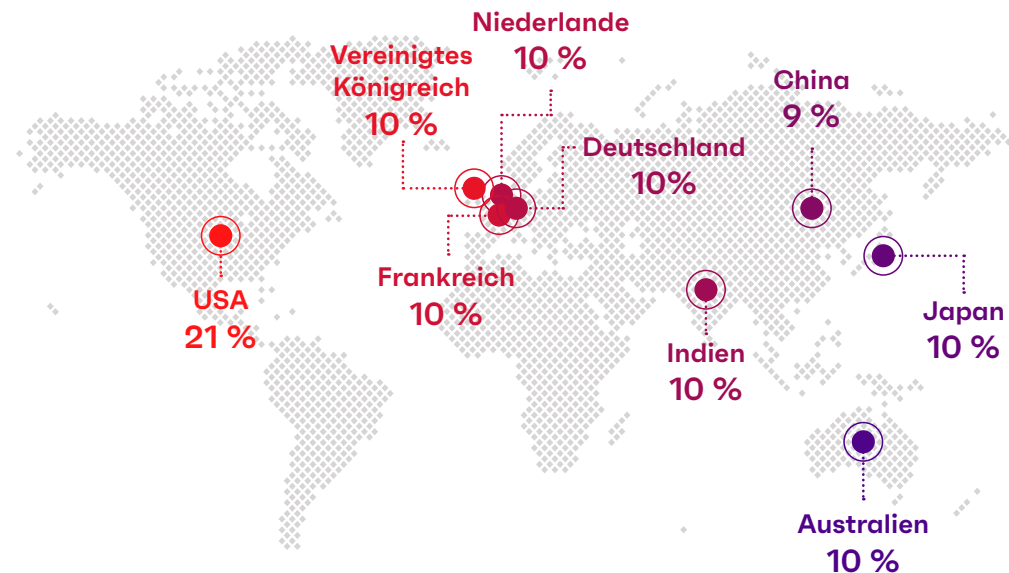 Niederlande
10 %
Vereinigtes
Königreich
10 %
China
9 %
Deutschland
10%
Frankreich
10 %
USA
21 %
Indien
10 %
Japan
10 %
Australien
10 %